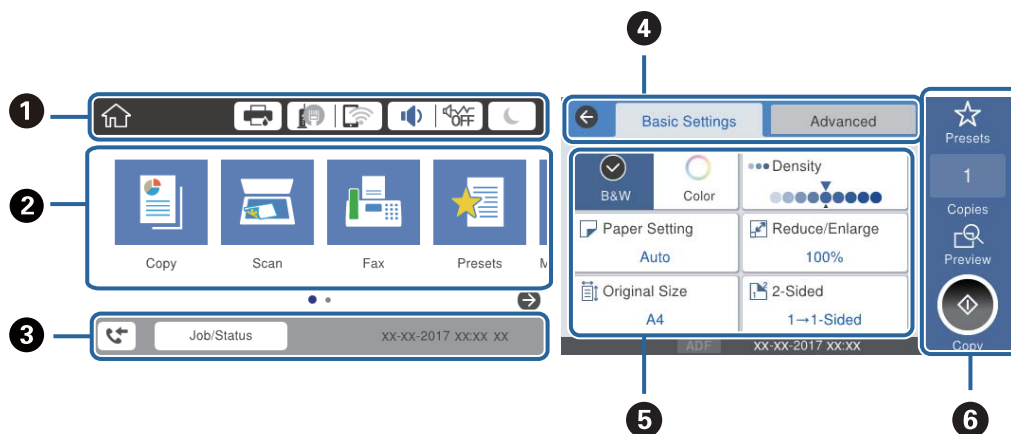 4
1
OFF
2
Copy
Scan
Fax
Presets
M
3
Job/Status
xx-xx-2017 xx:xx xx
Basic Settings
Advanced
B&W
Color
Density
Paper Setting
Auto
Reduce/Enlarge
100%
Original Size
A4
1 2
2-Sided
1→1-Sided
ADF
xx-xx-2017 xx:xx
Presets
1
Copies
Preview
Copy
5
6